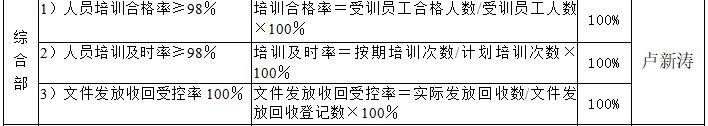 综合部
1）人员培训合格率≥98%
培训合格率＝受训员工合格人数/受训员工人数
×100%
100%
2）人员培训及时率≥98%
培训及时率＝按期培训次数/计划培训次数×
100%
100%
3）文件发放收回受控率 100%
文件发放收回受控率＝实际发放回收数/文件发
放回收登记数×100%
100%
卢新涛